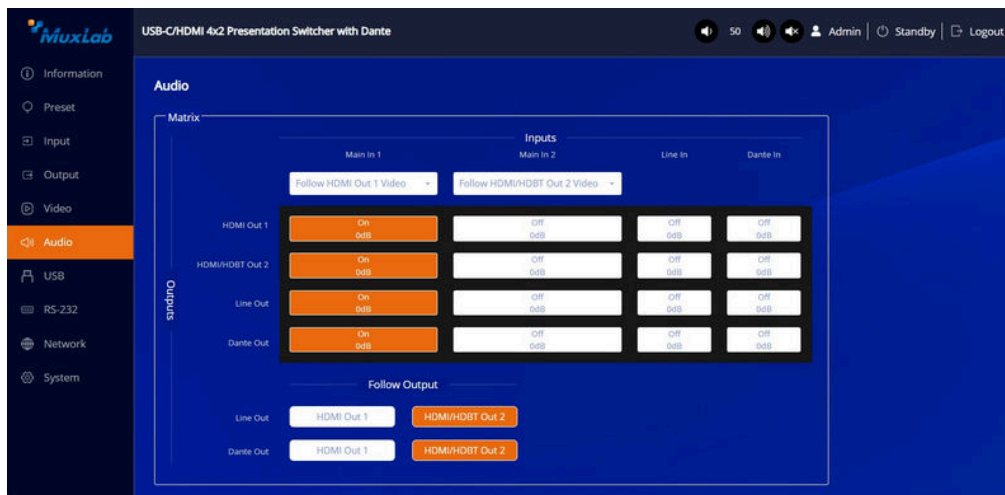 MuxLab
USB-C/HDMI 4x2 Presentation Switcher with Dante
50
Admin
Standby
Logout
Information
Preset
Input
Output
Video
Audio
USB
RS-232
Network
System
Audio
Matrix
Inputs
Main In 1
Main In 2
Line In
Dante In
Follow HDMI Out 1 Video
Follow HDMI/HDBT Out 2 Video
Outputs
HDMI Out 1
On
0dB
Off
0dB
Off
0dB
Off
0dB
HDMI/HDBT Out 2
On
0dB
Off
0dB
Off
0dB
Off
0dB
Line Out
On
0dB
Off
0dB
Off
0dB
Off
0dB
Dante Out
On
0dB
Off
0dB
Off
0dB
Off
0dB
Follow Output
Line Out
HDMI Out 1
HDMI/HDBT Out 2
Dante Out
HDMI Out 1
HDMI/HDBT Out 2